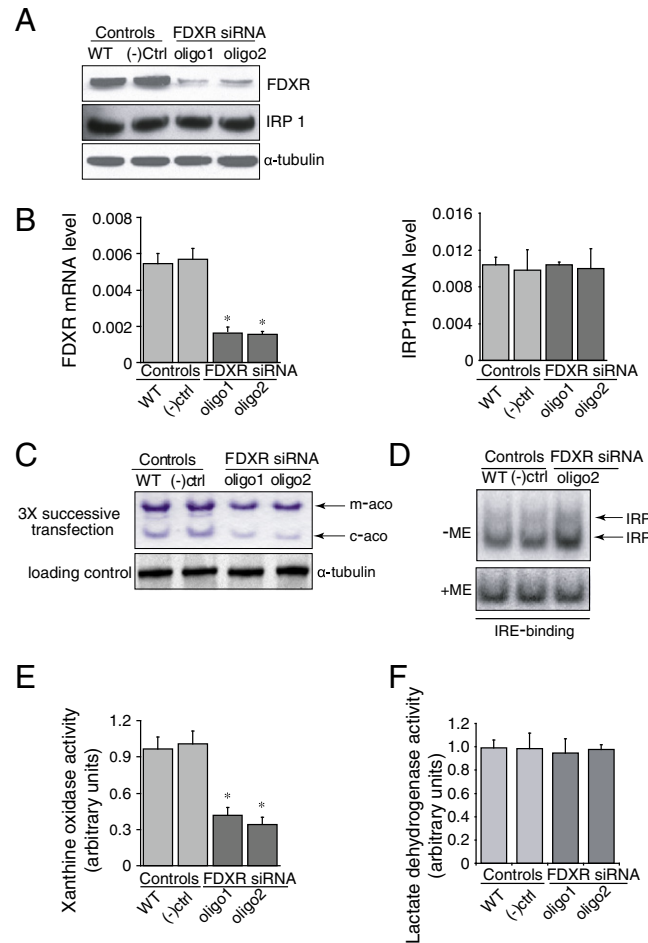 A
Controls FDXR siRNA
WT (-)Ctrl oligo1 oligo2
FDXR
IRP 1
α-tubulin
B
FDXR mRNA level
0.008
0.006
0.004
0.002
0
Controls FDXR siRNA
WT (-)ctrl oligo1 oligo2
* *
IRP1mRNA level
0.016
0.012
0.008
0.004
0
Controls FDXR siRNA
WT (-)ctrl oligo1 oligo2
C
Controls FDXR siRNA
WT (-)ctrl oligo1 oligo2
3X successive
transfection
m-aco
c-aco
loading control
α-tubulin
D
Controls FDXR siRNA
WT (-)ctrl oligo2
-ME
IRP
IRP
+ME
IRE-binding
E
Xanthine oxidase activity
(arbitrary units)
1.2
0.9
0.6
0.3
0
* *
Controls FDXR siRNA
WT (-)ctrl oligo1 oligo2
F
Lactate dehydrogenase activity
(arbitrary units)
1.2
1.0
0.8
0.6
0.4
0.2
0
Controls FDXR siRNA
WT (-)ctrl oligo1 oligo2